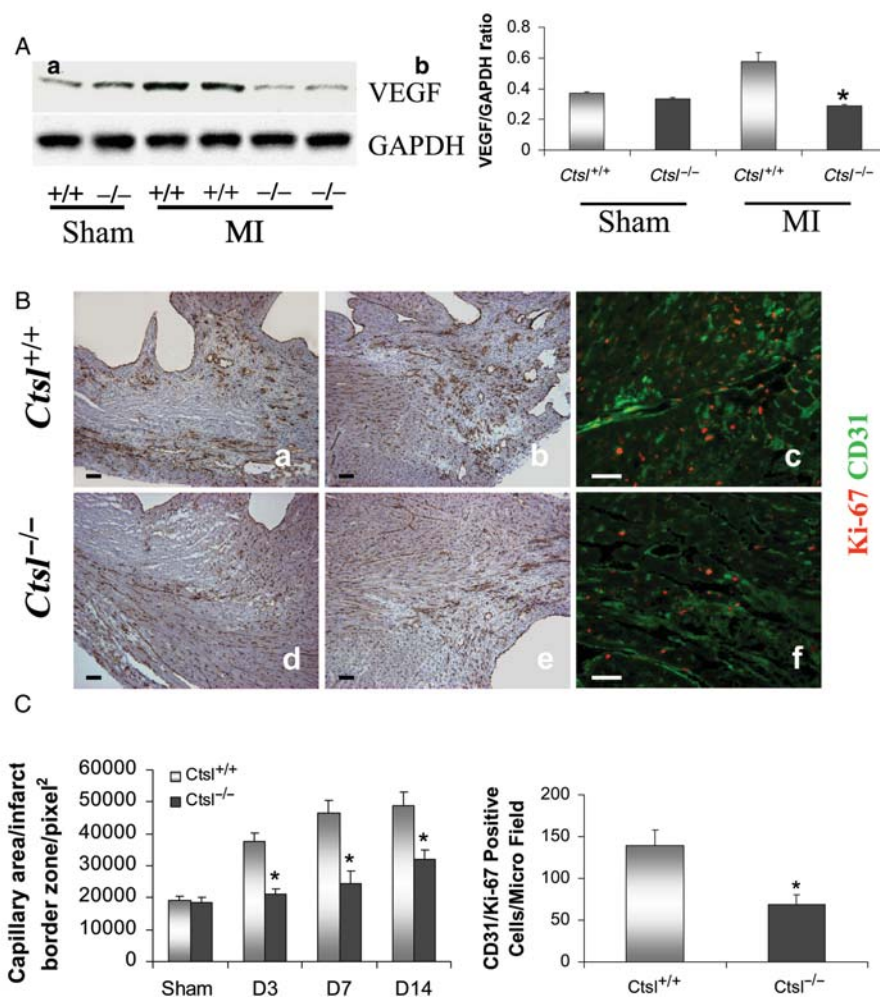 A
a
VEGF
GAPDH
+/+ −/− +/+ +/+ −/− −/−
Sham MI
b
VEGF/GAPDH ratio
0.8
0.6
0.4
0.2
0
*
Ctsl+/+ Ctsl−/− Ctsl+/+ Ctsl−/−
Sham MI
B
Ctsl+/+
a b c
Ctsl−/−
d e f
Ki-67 CD31
C
Capillary area/infarct
border zone/pixel²
60000
50000
40000
30000
20000
10000
0
Ctsl+/+
Ctsl−/−
* * *
Sham D3 D7 D14
CD31/Ki-67 Positive
Cells/Micro Field
200
150
100
50
0
*
Ctsl+/+ Ctsl−/−